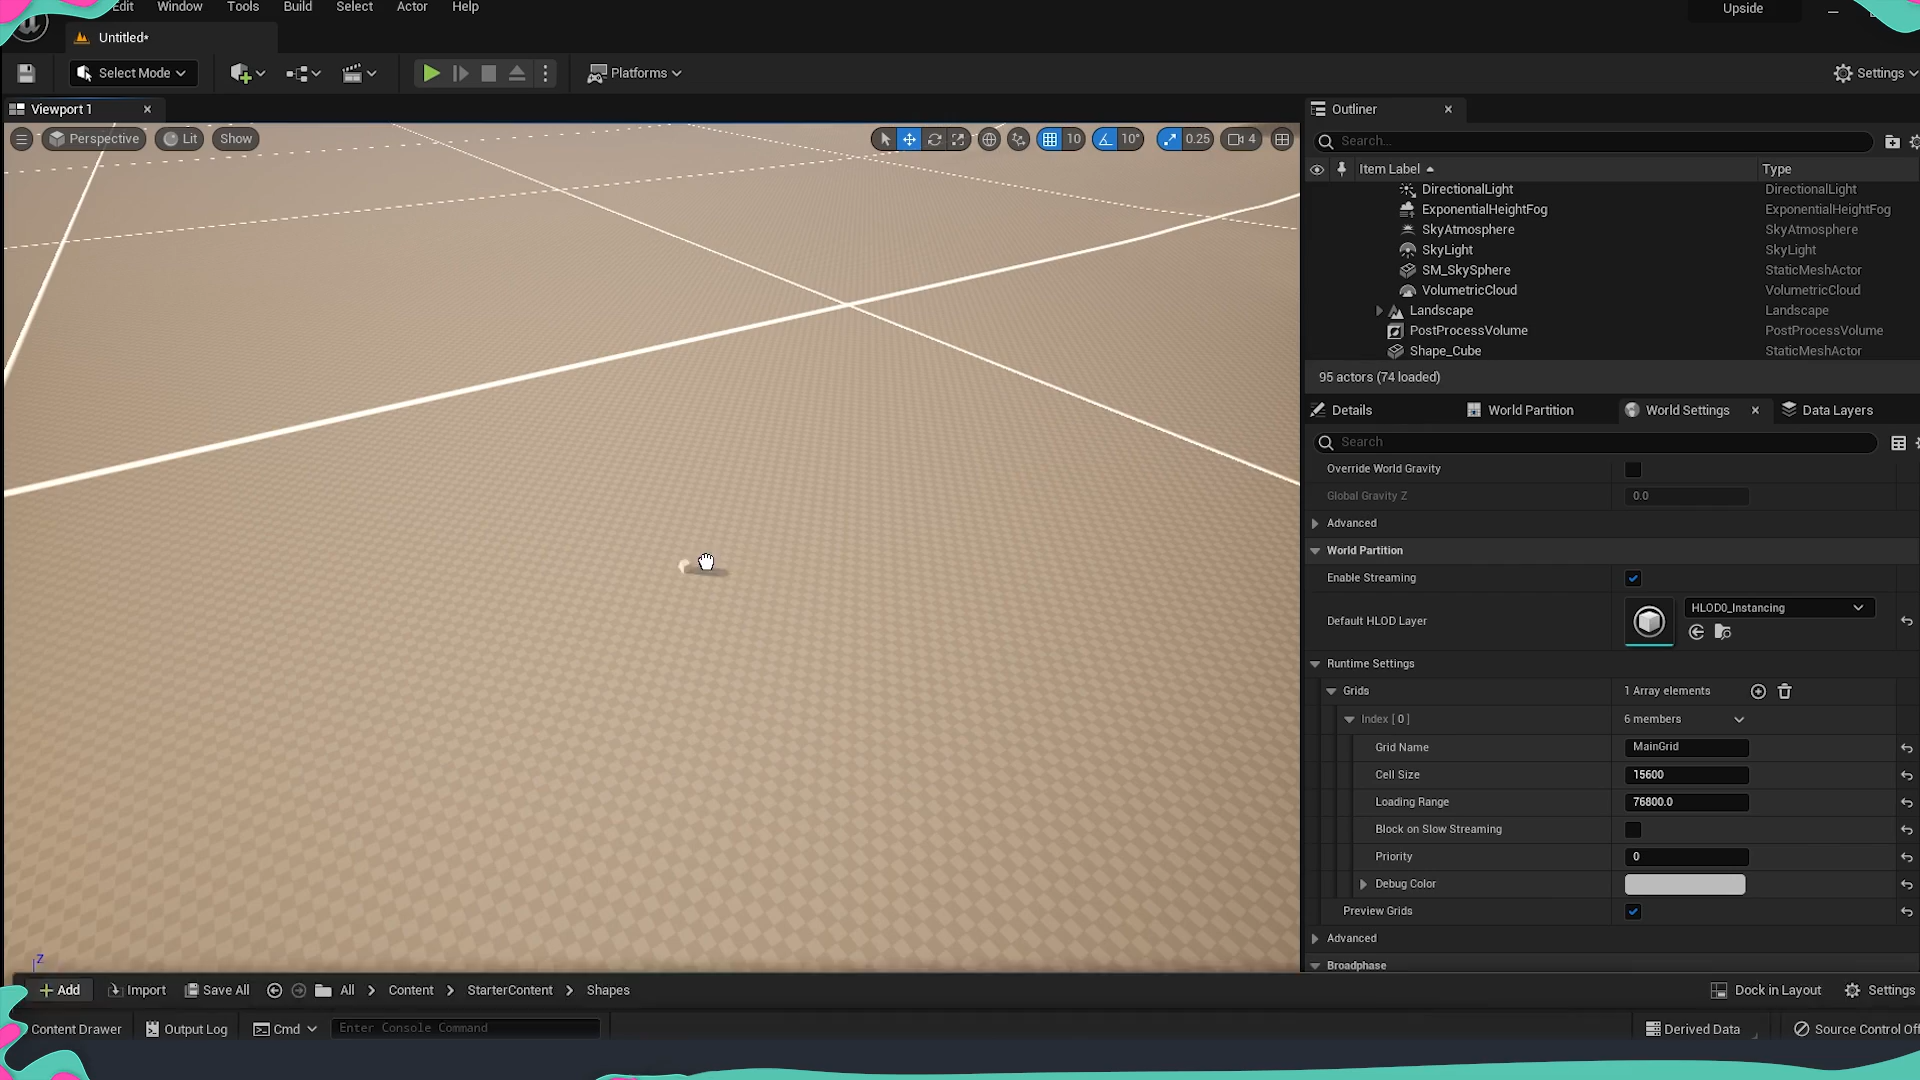 Edit Window Tools Build Select Actor Help
Upside
Untitled*
Select Mode
Platforms
Settings
Viewport 1
Outliner
Perspective Lit Show
10 10° 0.25 4
Search...
Item Label Type
DirectionalLight DirectionalLight
ExponentialHeightFog ExponentialHeightFog
SkyAtmosphere SkyAtmosphere
SkyLight SkyLight
SM_SkySphere StaticMeshActor
VolumetricCloud VolumetricCloud
Landscape Landscape
PostProcessVolume PostProcessVolume
Shape_Cube StaticMeshActor
95 actors (74 loaded)
Details World Partition World Settings Data Layers
Search
Override World Gravity
Global Gravity Z 0.0
Advanced
World Partition
Enable Streaming
Default HLOD Layer HLOD0_Instancing
Runtime Settings
Grids 1 Array elements
Index [ 0 ] 6 members
Grid Name MainGrid
Cell Size 15600
Loading Range 76800.0
Block on Slow Streaming
Priority 0
Debug Color
Preview Grids
Advanced
Broadphase
Z
Add Import Save All All Content StarterContent Shapes
Dock in Layout Settings
Content Drawer Output Log Cmd Enter Console Command
Derived Data Source Control Off